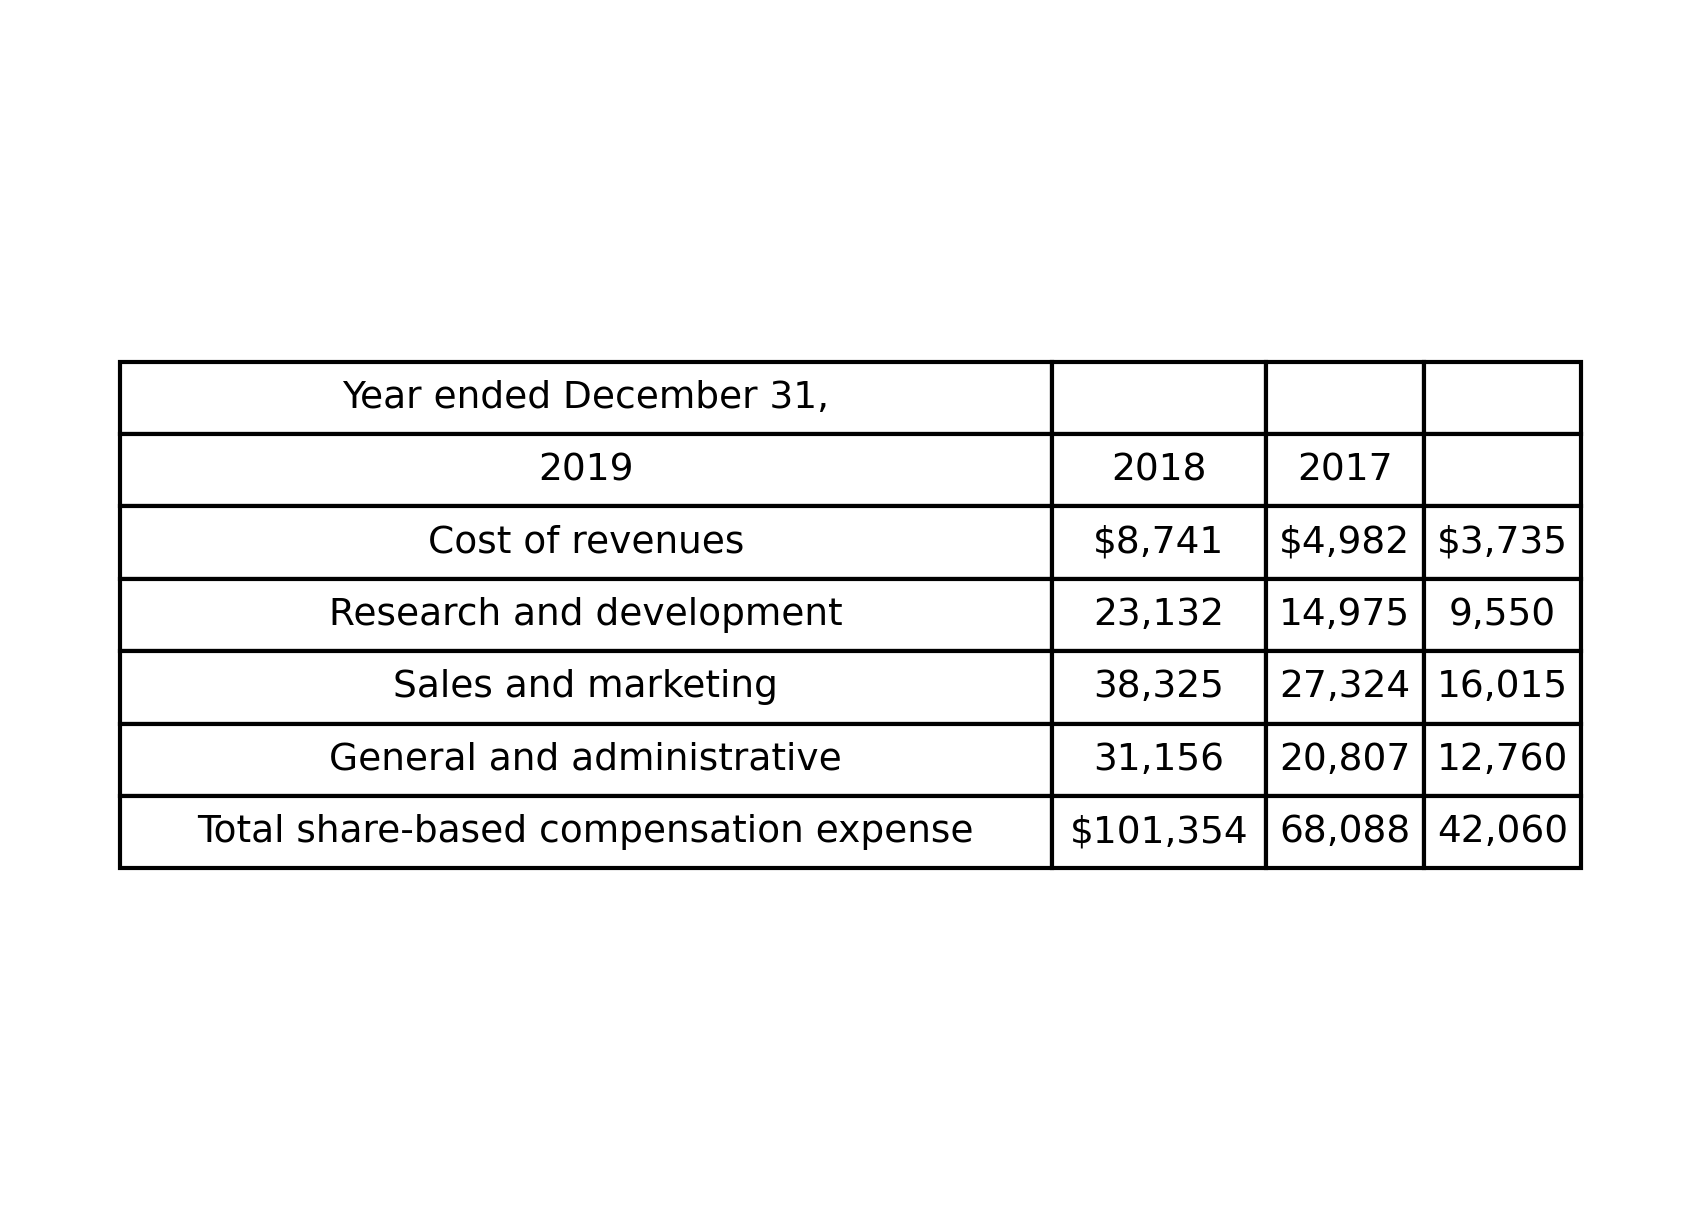 Year ended December 31,
2019 2018 2017
Cost of revenues $8,741 $4,982 $3,735
Research and development 23,132 14,975 9,550
Sales and marketing 38,325 27,324 16,015
General and administrative 31,156 20,807 12,760
Total share-based compensation expense $101,354 68,088 42,060